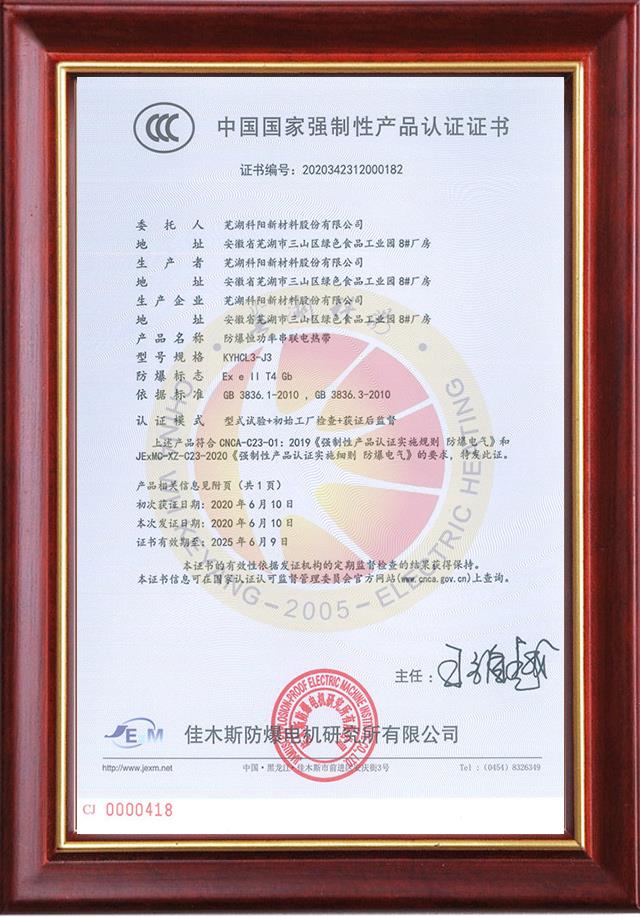 CCC
中国国家强制性产品认证证书
证书编号：2020342312000182
委托人 芜湖科阳新材料股份有限公司
地址 安徽省芜湖市三山区绿色食品工业园 8#厂房
生产者 芜湖科阳新材料股份有限公司
地址 安徽省芜湖市三山区绿色食品工业园 8#厂房
生产企业 芜湖科阳新材料股份有限公司
地址 安徽省芜湖市三山区绿色食品工业园 8#厂房
产品名称 防爆恒功率串联电热带
型号规格 KYHCL3-J3
防爆标志 Ex e II T4 Gb
依据标准 GB 3836.1-2010 , GB 3836.3-2010
认证模式 型式试验+初始工厂检查+获证后监督
上述产品符合 CNCA-C23-01: 2019《强制性产品认证实施规则 防爆电气》和
JExMC-XZ-C23-2020《强制性产品认证实施细则 防爆电气》的要求，特发此证。
产品相关信息见附页（共 1 页）
初次获证日期：2020 年 6 月 10 日
本次发证日期：2020 年 6 月 10 日
证书有效期至：2025 年 6 月 9 日
本证书的有效性依据发证机构的定期监督检查的结果获得保持。
本证书信息可在国家认证认可监督管理委员会官方网站(www.cnca.gov.cn)上查询。
2005
ELECTRIC HEATING
主任：
JExM 佳木斯防爆电机研究所有限公司
http://www.jexm.net 中国·黑龙江·佳木斯市前进区安庆街3号 Tel : (0454) 8326349
CJ 0000418